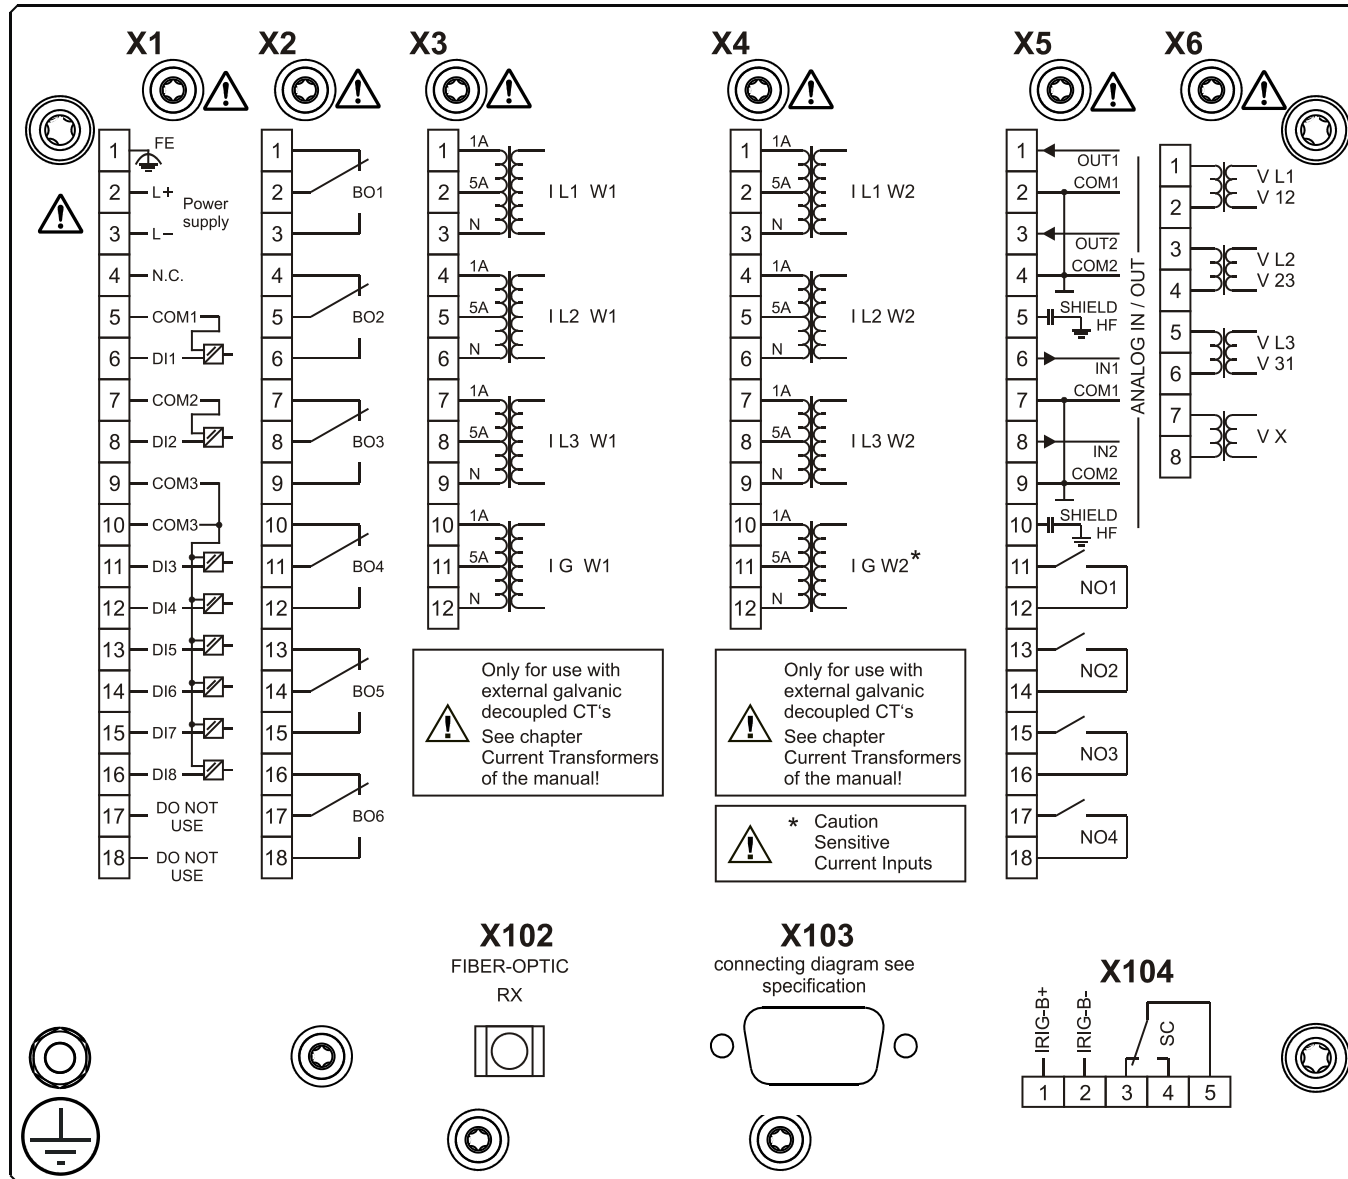 X1
X2
X3
X4
X5
X6
1 FE
2 L+
Power
supply
3 L–
4 N.C.
5 COM1
6 DI1
7 COM2
8 DI2
9 COM3
10 COM3
11 DI3
12 DI4
13 DI5
14 DI6
15 DI7
16 DI8
17 DO NOT
USE
18 DO NOT
USE
1
2 BO1
3
4
5 BO2
6
7
8 BO3
9
10
11 BO4
12
13
14 BO5
15
16
17 BO6
18
1 1A
2 5A I L1 W1
3 N
4 1A
5 5A I L2 W1
6 N
7 1A
8 5A I L3 W1
9 N
10 1A
11 5A I G W1
12 N
Only for use with
external galvanic
decoupled CT's
See chapter
Current Transformers
of the manual!
1 1A
2 5A I L1 W2
3 N
4 1A
5 5A I L2 W2
6 N
7 1A
8 5A I L3 W2
9 N
10 1A
11 5A I G W2*
12 N
Only for use with
external galvanic
decoupled CT's
See chapter
Current Transformers
of the manual!
* Caution
Sensitive
Current Inputs
1 OUT1
2 COM1
3 OUT2
4 COM2
5 SHIELD
HF
6 IN1
7 COM1
8 IN2
9 COM2
10 SHIELD
HF
ANALOG IN / OUT
11
NO1
12
13
NO2
14
15
NO3
16
17
NO4
18
1 V L1
2 V 12
3 V L2
4 V 23
5 V L3
6 V 31
7
V X
8
X102
FIBER-OPTIC
RX
X103
connecting diagram see
specification
X104
IRIG-B+
IRIG-B-
SC
1 2 3 4 5